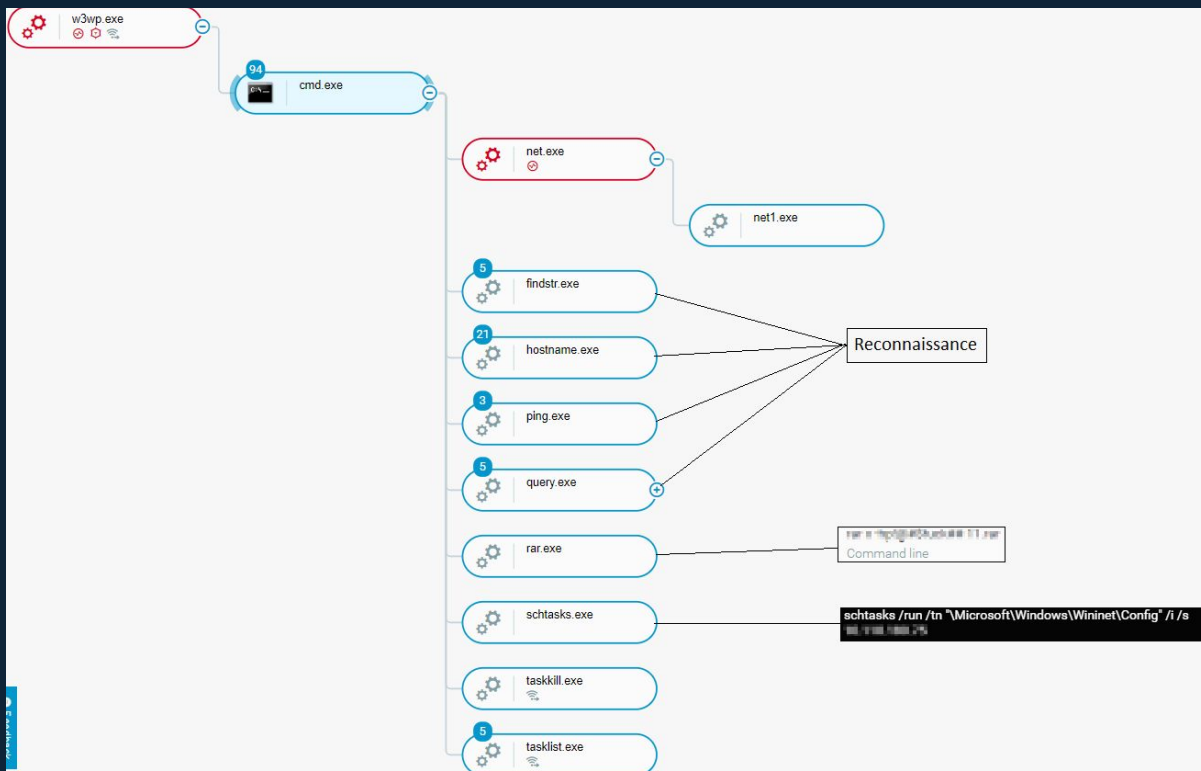 w3wp.exe
94
cmd.exe
net.exe
net1.exe
5
findstr.exe
21
hostname.exe
Reconnaissance
3
ping.exe
5
query.exe
rar.exe
Command line
schtasks.exe
schtasks /run /tn "\Microsoft\Windows\Wininet\Config" /i /s
taskkill.exe
5
tasklist.exe
Feedback